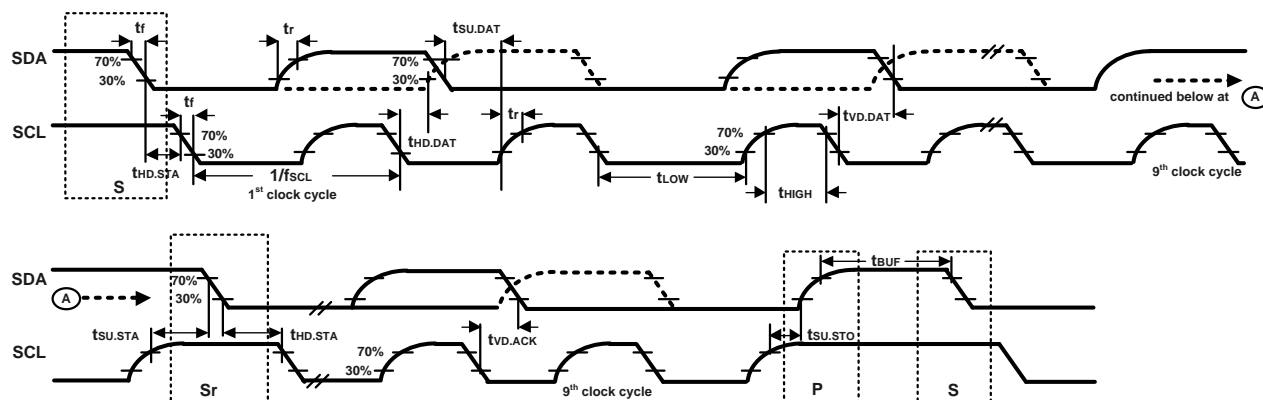 tf
tr
tSU.DAT
SDA
70%
30%
70%
30%
continued below at A
tf
tHD.DAT
tr
tVD.DAT
SCL
70%
30%
70%
30%
tHD.STA
1/fSCL
1st clock cycle
tLOW
tHIGH
9th clock cycle
S
SDA
70%
30%
tBUF
A
tSU.STA
tHD.STA
tVD.ACK
tSU.STO
SCL
70%
30%
9th clock cycle
Sr
P
S